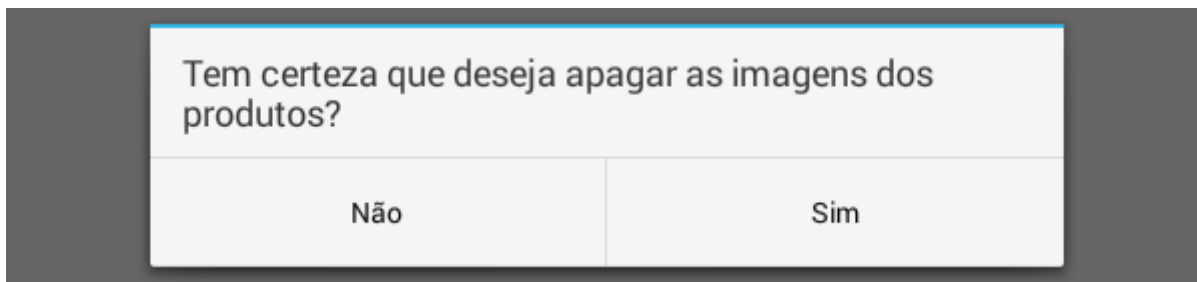 Tem certeza que deseja apagar as imagens dos
produtos?
Não
Sim